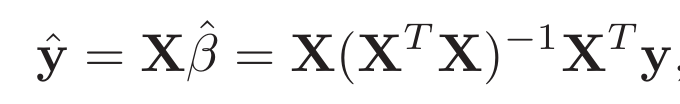 ŷ = Xβ̂ = X(XᵀX)⁻¹Xᵀy,